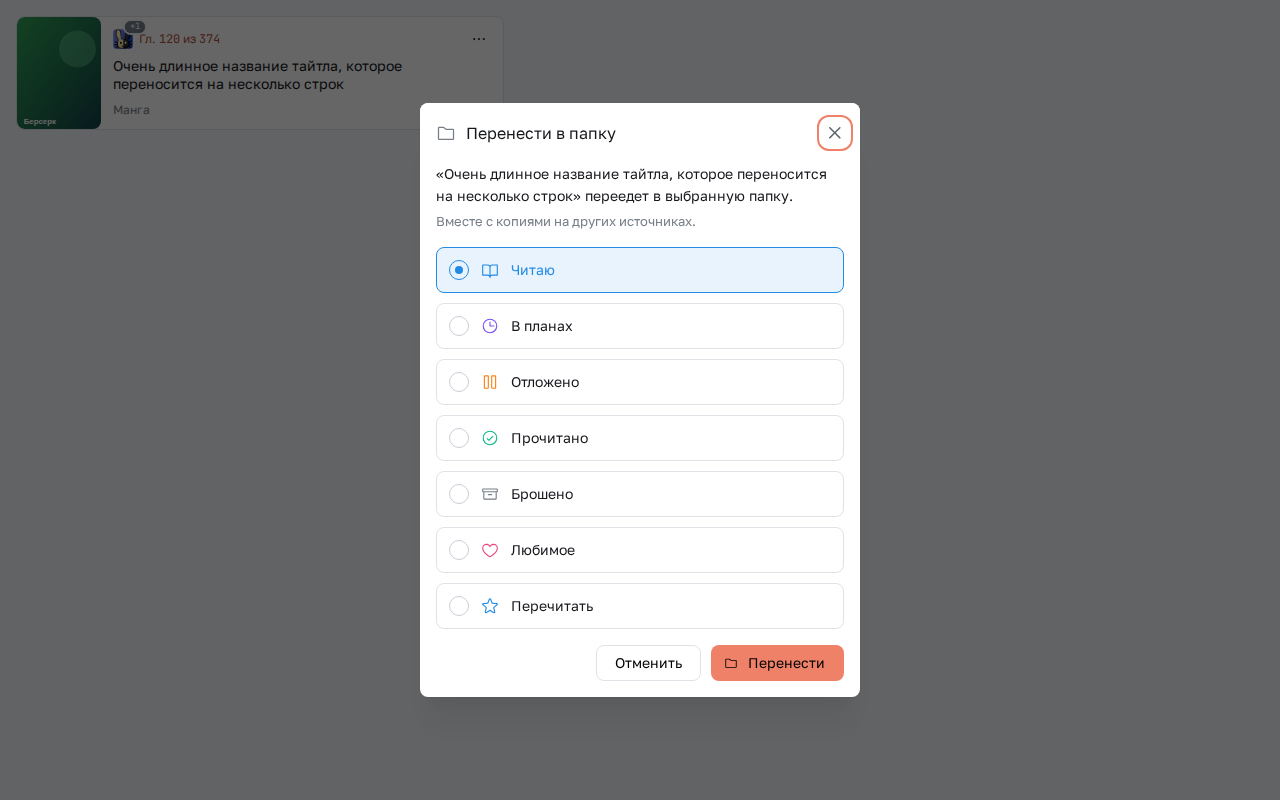 +1
Гл. 120 из 374
Очень длинное название тайтла, которое
переносится на несколько строк
Манга
Берсерк
Перенести в папку
«Очень длинное название тайтла, которое переносится
на несколько строк» переедет в выбранную папку.
Вместе с копиями на других источниках.
Читаю
В планах
Отложено
Прочитано
Брошено
Любимое
Перечитать
Отменить
Перенести